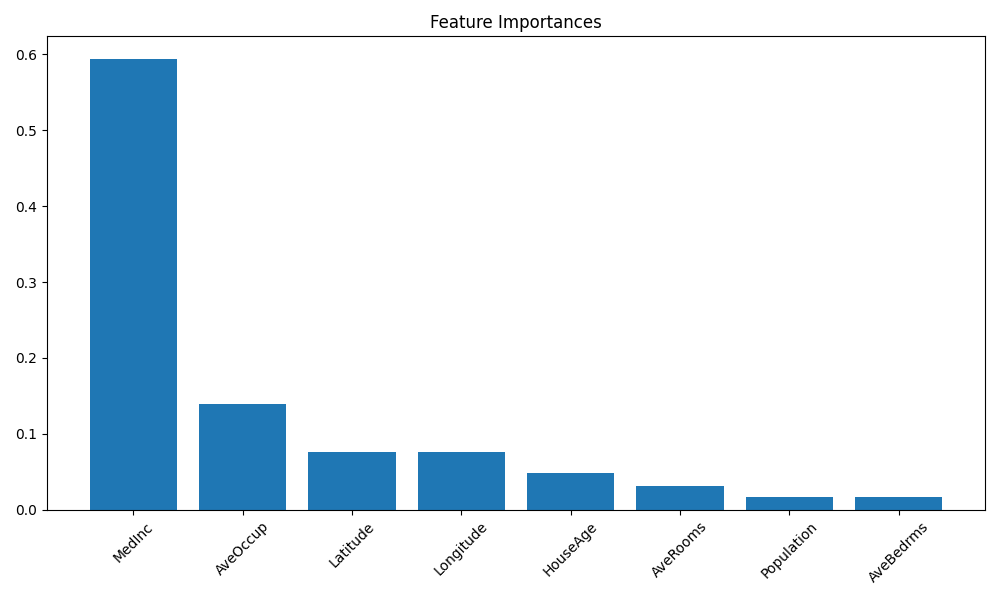 Feature Importances
0.6
0.5
0.4
0.3
0.2
0.1
0.0
MedInc
AveOccup
Latitude
Longitude
HouseAge
AveRooms
Population
AveBedrms